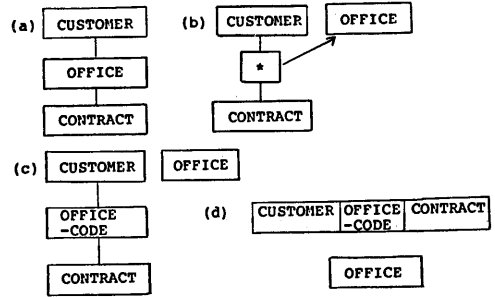 (a) CUSTOMER
OFFICE
CONTRACT
(b) CUSTOMER
OFFICE
*
CONTRACT
(c) CUSTOMER OFFICE
OFFICE
-CODE
CONTRACT
(d) CUSTOMER OFFICE CONTRACT
-CODE
OFFICE